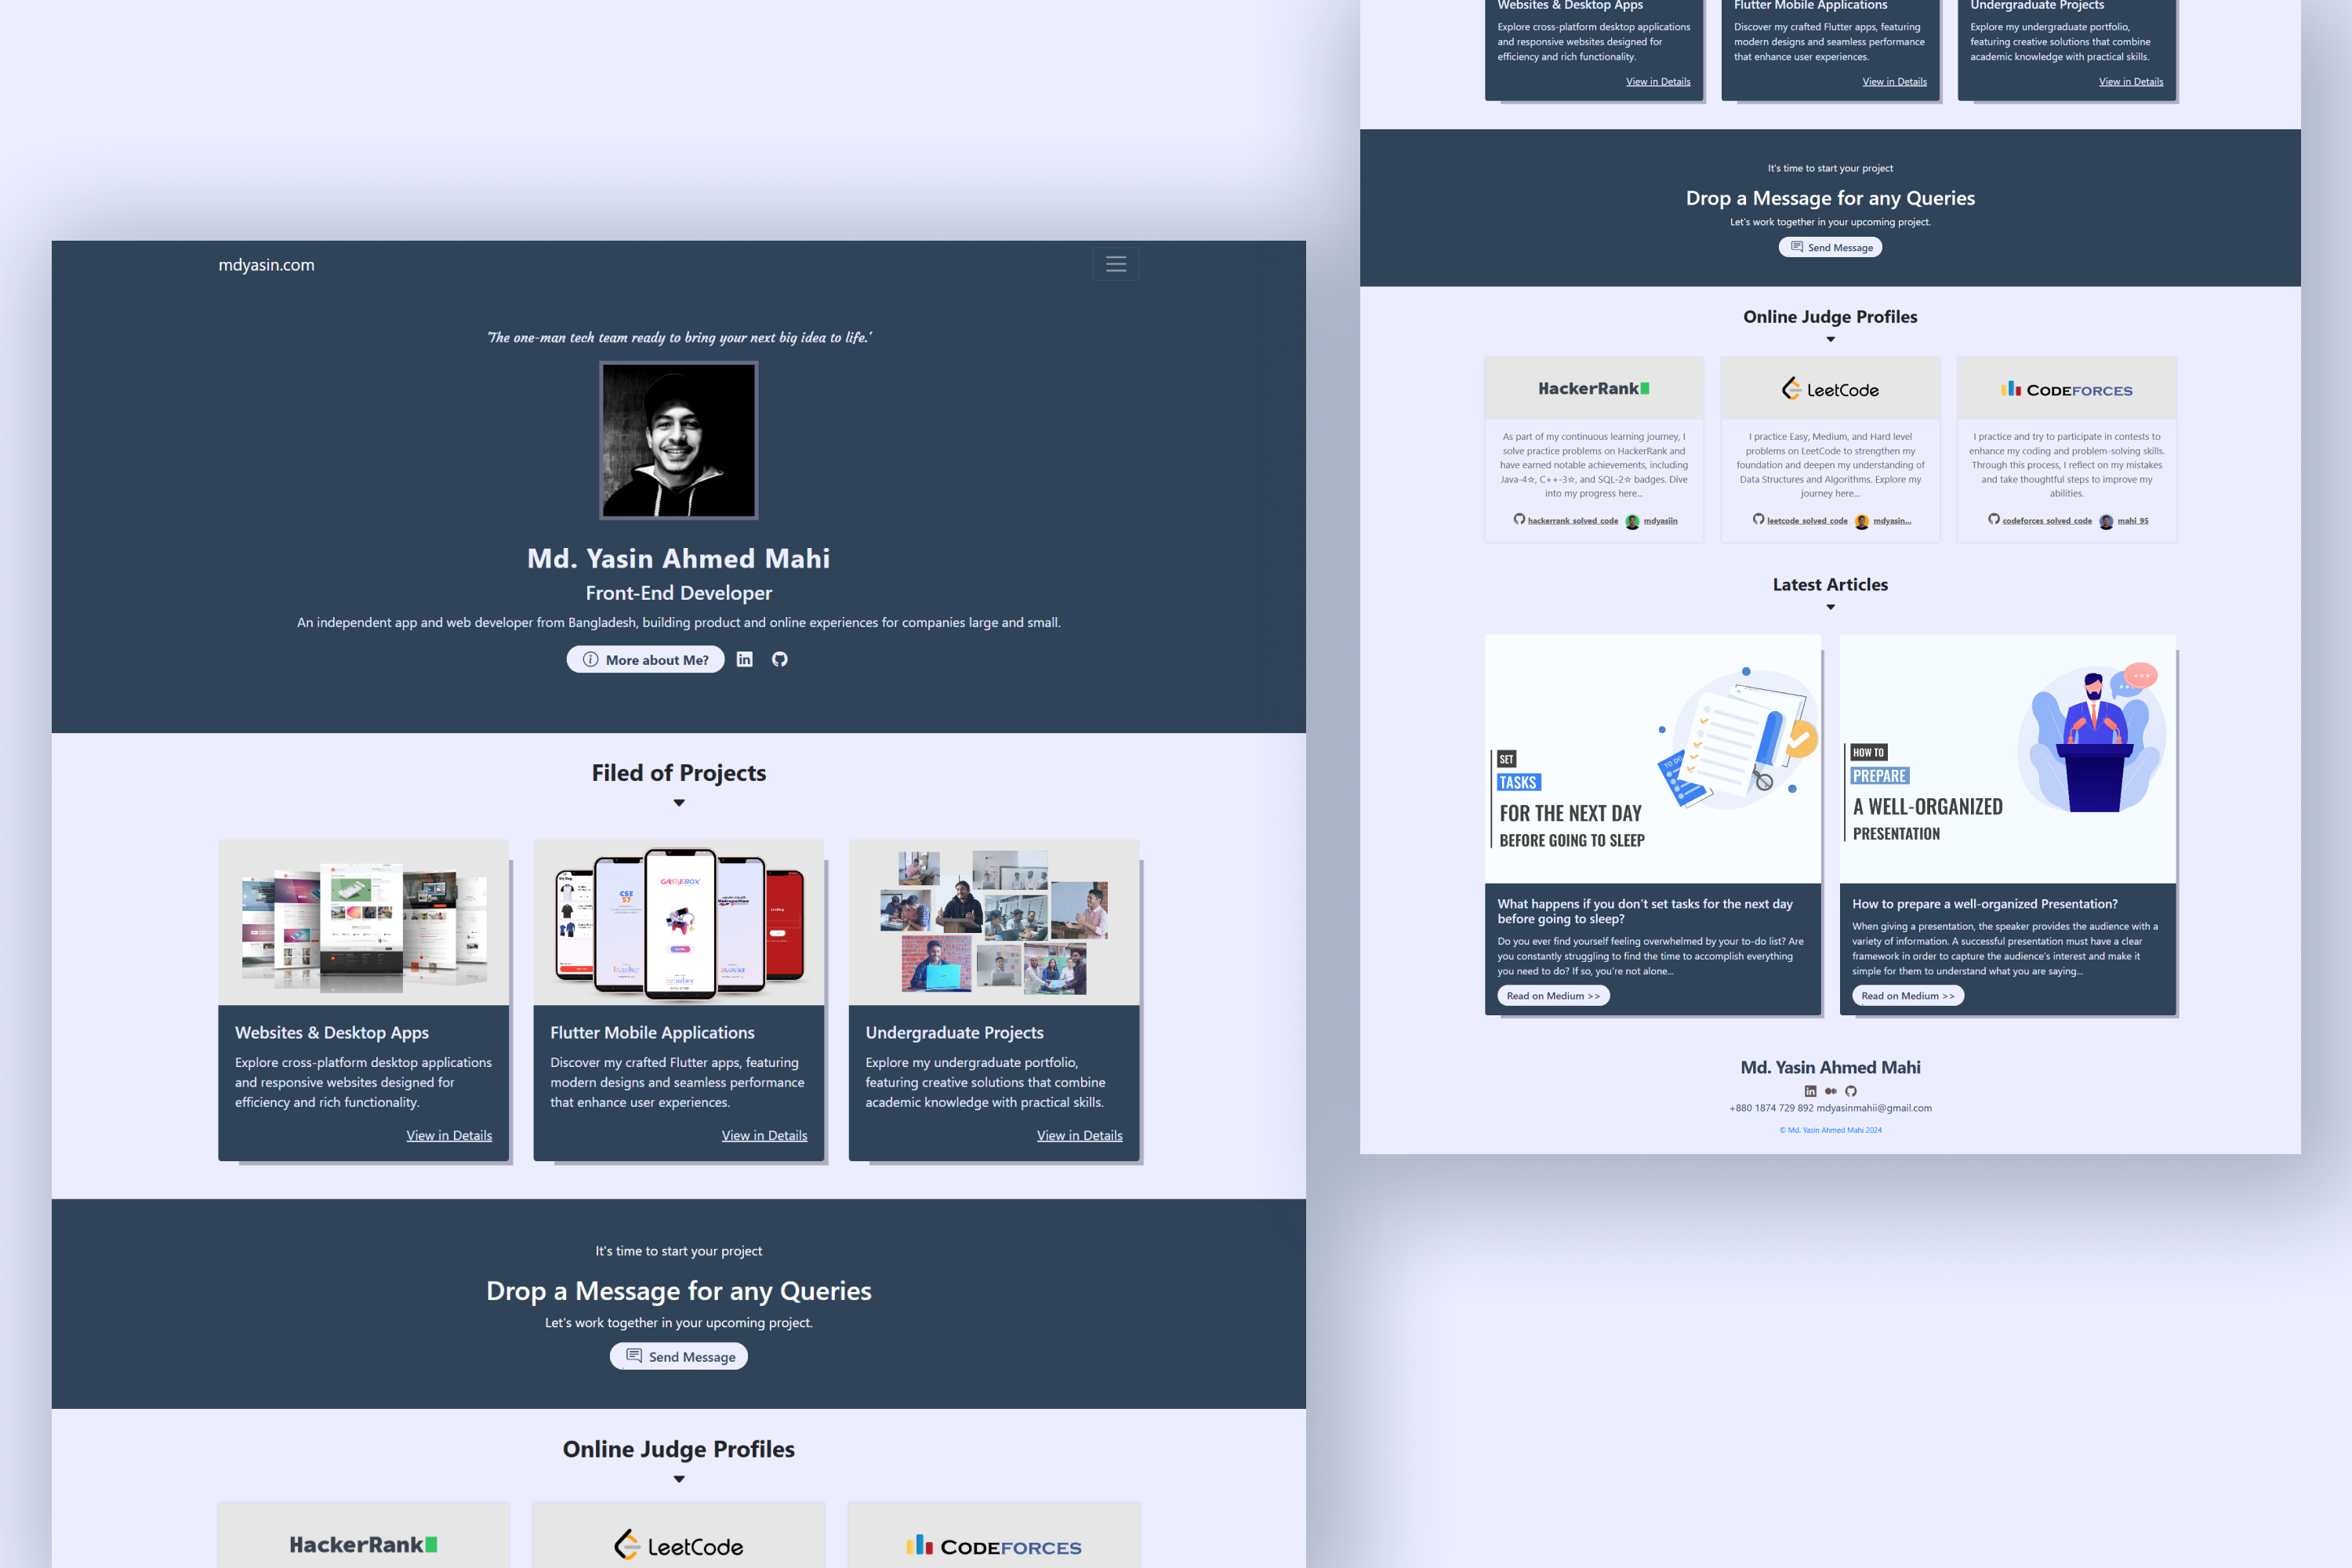 mdyasin.com
'The one-man tech team ready to bring your next big idea to life.'
Md. Yasin Ahmed Mahi
Front-End Developer
An independent app and web developer from Bangladesh, building product and online experiences for companies large and small.
More about Me?
Filed of Projects
CSE
57
GAMEBOX
Websites & Desktop Apps
Explore cross-platform desktop applications
and responsive websites designed for
efficiency and rich functionality.
View in Details
Flutter Mobile Applications
Discover my crafted Flutter apps, featuring
modern designs and seamless performance
that enhance user experiences.
View in Details
Undergraduate Projects
Explore my undergraduate portfolio,
featuring creative solutions that combine
academic knowledge with practical skills.
View in Details
It's time to start your project
Drop a Message for any Queries
Let's work together in your upcoming project.
Send Message
Online Judge Profiles
HackerRank
LeetCode
CODEFORCES
Websites & Desktop Apps
Explore cross-platform desktop applications
and responsive websites designed for
efficiency and rich functionality.
View in Details
Flutter Mobile Applications
Discover my crafted Flutter apps, featuring
modern designs and seamless performance
that enhance user experiences.
View in Details
Undergraduate Projects
Explore my undergraduate portfolio,
featuring creative solutions that combine
academic knowledge with practical skills.
View in Details
It's time to start your project
Drop a Message for any Queries
Let's work together in your upcoming project.
Send Message
Online Judge Profiles
HackerRank
As part of my continuous learning journey, I
solve practice problems on HackerRank and
have earned notable achievements, including
Java-4☆, C++-3☆, and SQL-2☆ badges. Dive
into my progress here...
hackerrank_solved_code mdyasiin
LeetCode
I practice Easy, Medium, and Hard level
problems on LeetCode to strengthen my
foundation and deepen my understanding of
Data Structures and Algorithms. Explore my
journey here...
leetcode_solved_code mdyasin...
CODEFORCES
I practice and try to participate in contests to
enhance my coding and problem-solving skills.
Through this process, I reflect on my mistakes
and take thoughtful steps to improve my
abilities.
codeforces_solved_code mahi_95
Latest Articles
TO DO
SET
TASKS
FOR THE NEXT DAY
BEFORE GOING TO SLEEP
What happens if you don't set tasks for the next day
before going to sleep?
Do you ever find yourself feeling overwhelmed by your to-do list? Are
you constantly struggling to find the time to accomplish everything
you need to do? If so, you're not alone...
Read on Medium >>
HOW TO
PREPARE
A WELL-ORGANIZED
PRESENTATION
How to prepare a well-organized Presentation?
When giving a presentation, the speaker provides the audience with a
variety of information. A successful presentation must have a clear
framework in order to capture the audience's interest and make it
simple for them to understand what you are saying...
Read on Medium >>
Md. Yasin Ahmed Mahi
+880 1874 729 892 mdyasinmahii@gmail.com
© Md. Yasin Ahmed Mahi 2024